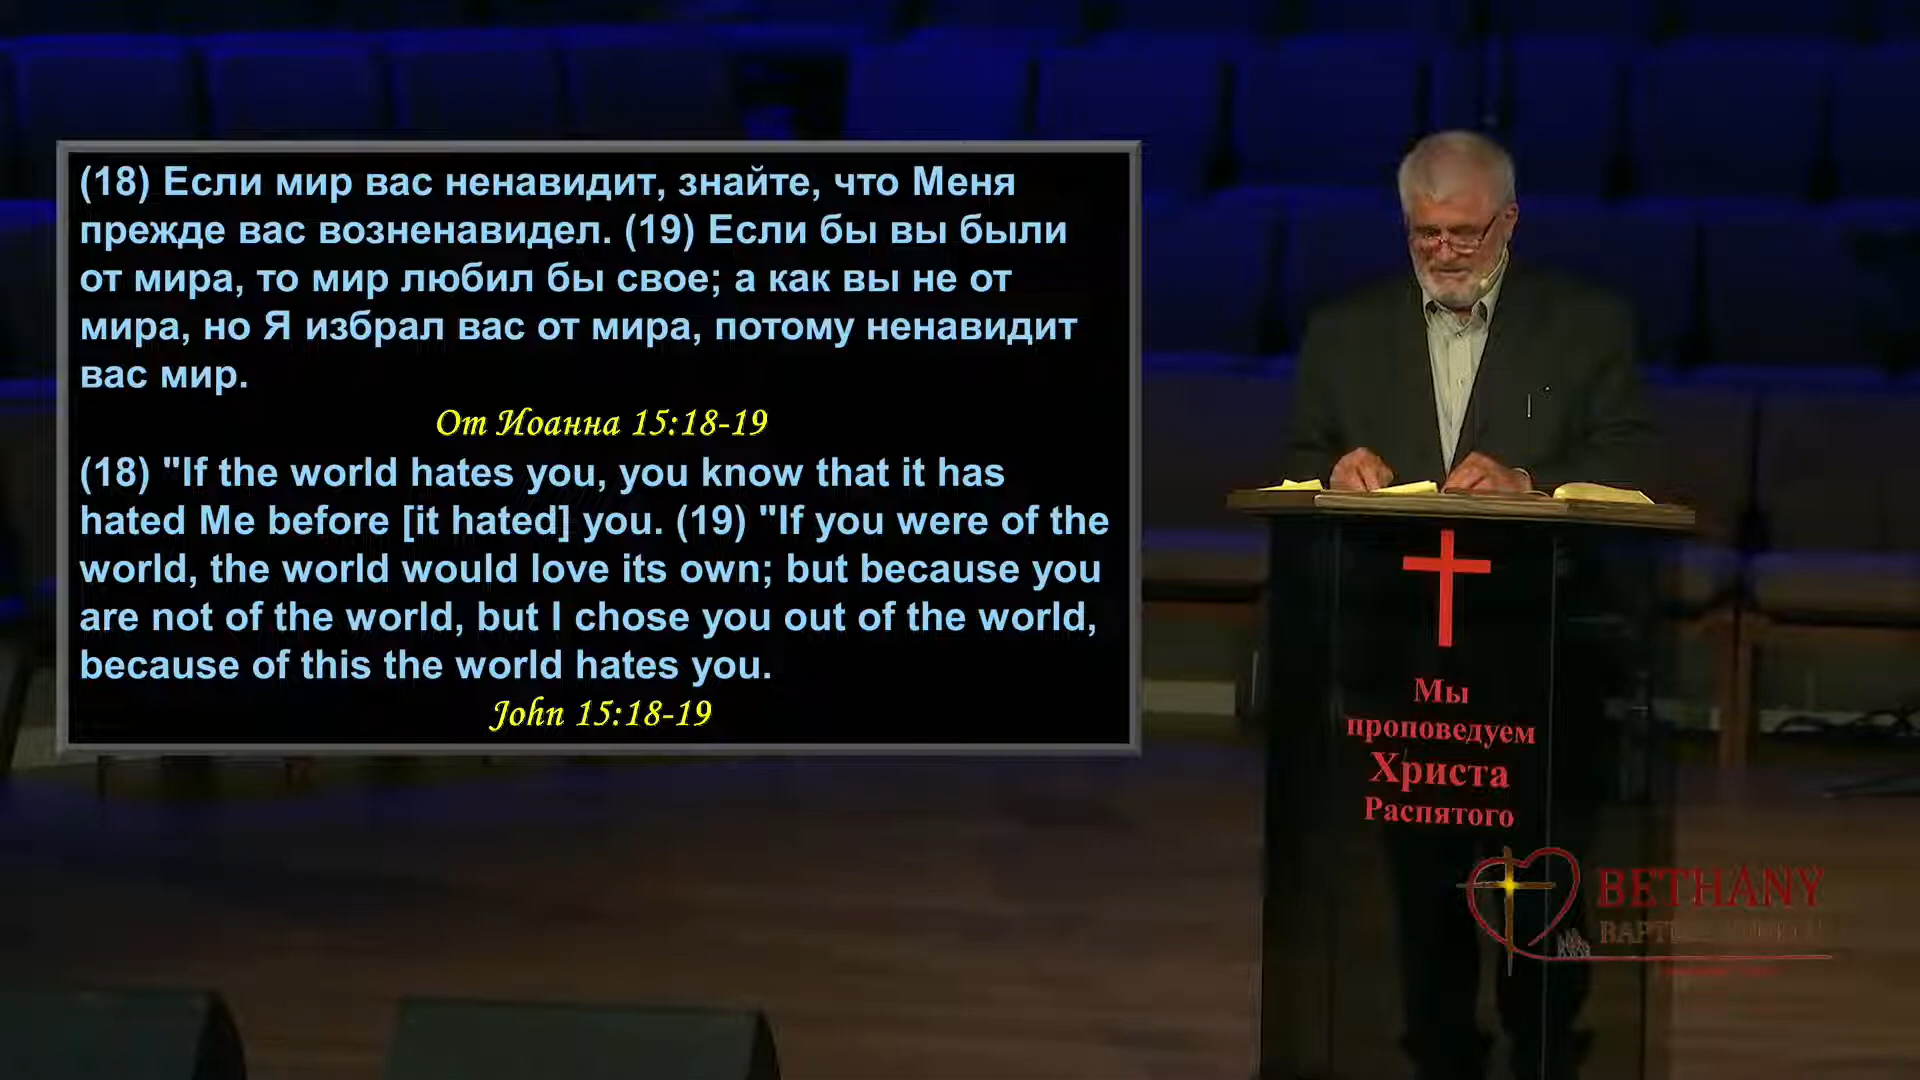 (18) Если мир вас ненавидит, знайте, что Меня
прежде вас возненавидел. (19) Если бы вы были
от мира, то мир любил бы свое; а как вы не от
мира, но Я избрал вас от мира, потому ненавидит
вас мир.
От Иоанна 15:18-19
(18) "If the world hates you, you know that it has
hated Me before [it hated] you. (19) "If you were of the
world, the world would love its own; but because you
are not of the world, but I chose you out of the world,
because of this the world hates you.
John 15:18-19
Мы
проповедуем
Христа
Распятого
BETHANY